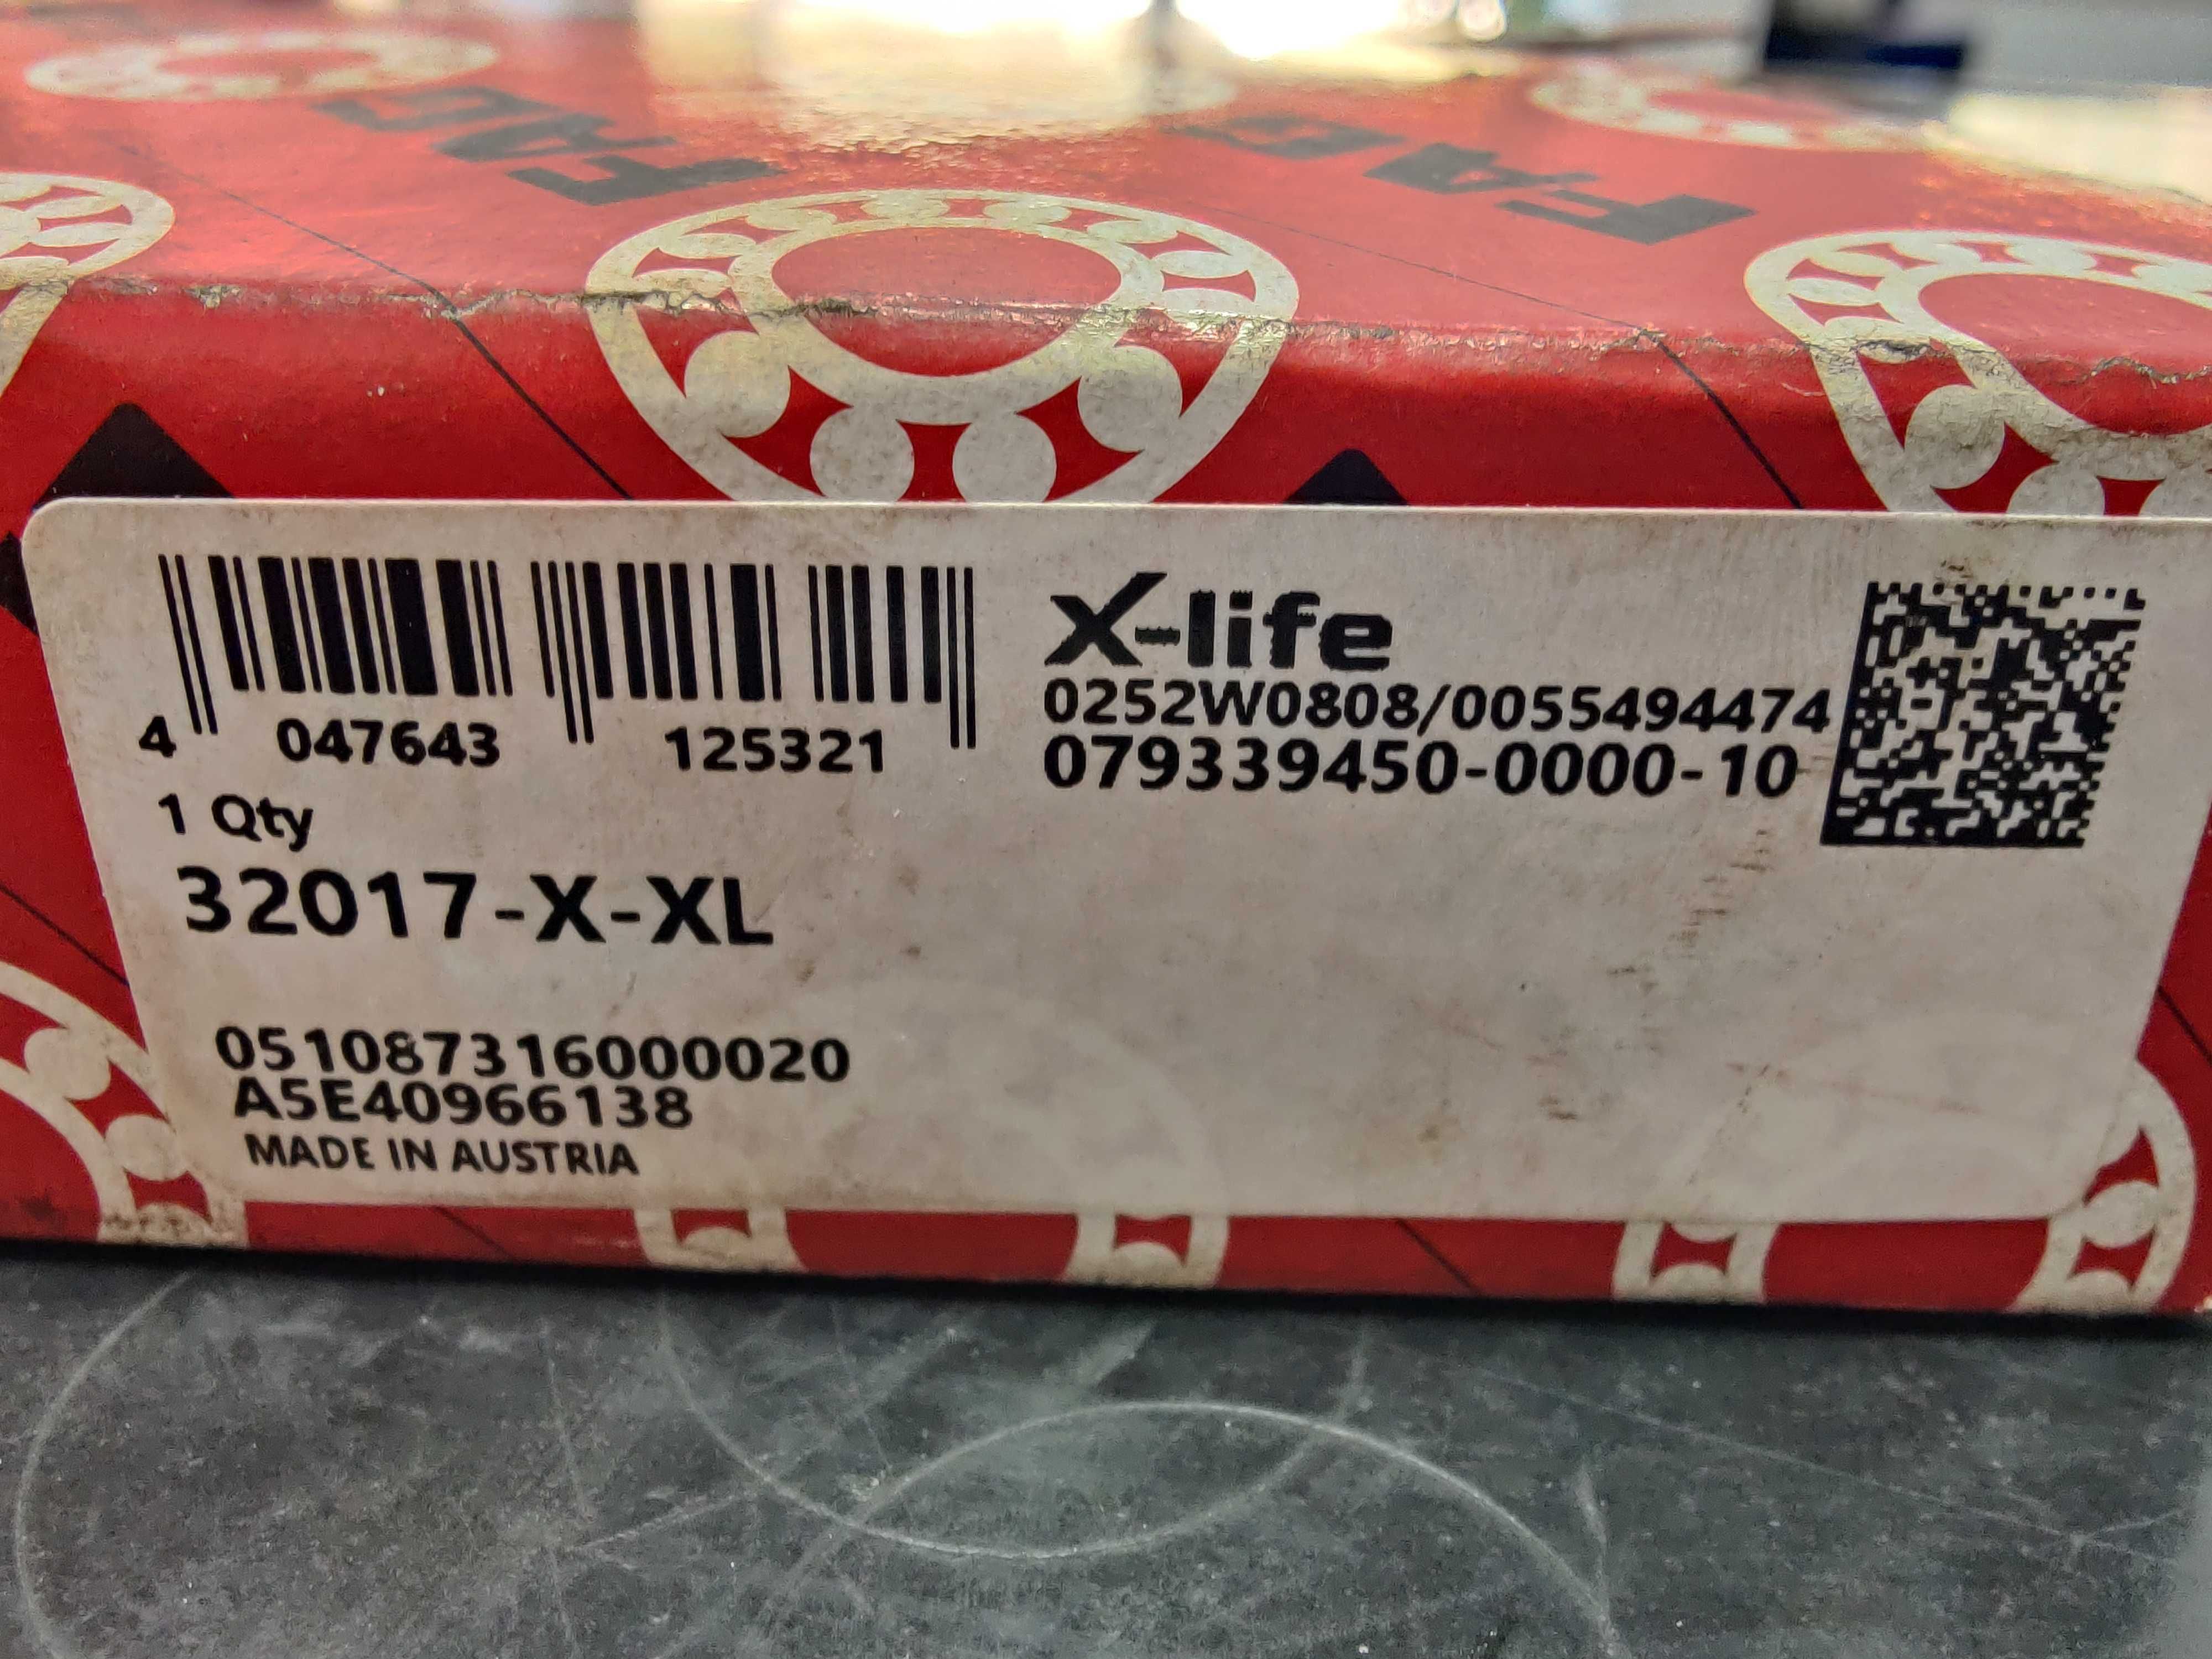 FAG
FAG
X-life
0252W0808/0055494474
079339450-0000-10
4 047643 125321
1 Qty
32017-X-XL
051087316000020
A5E40966138
MADE IN AUSTRIA